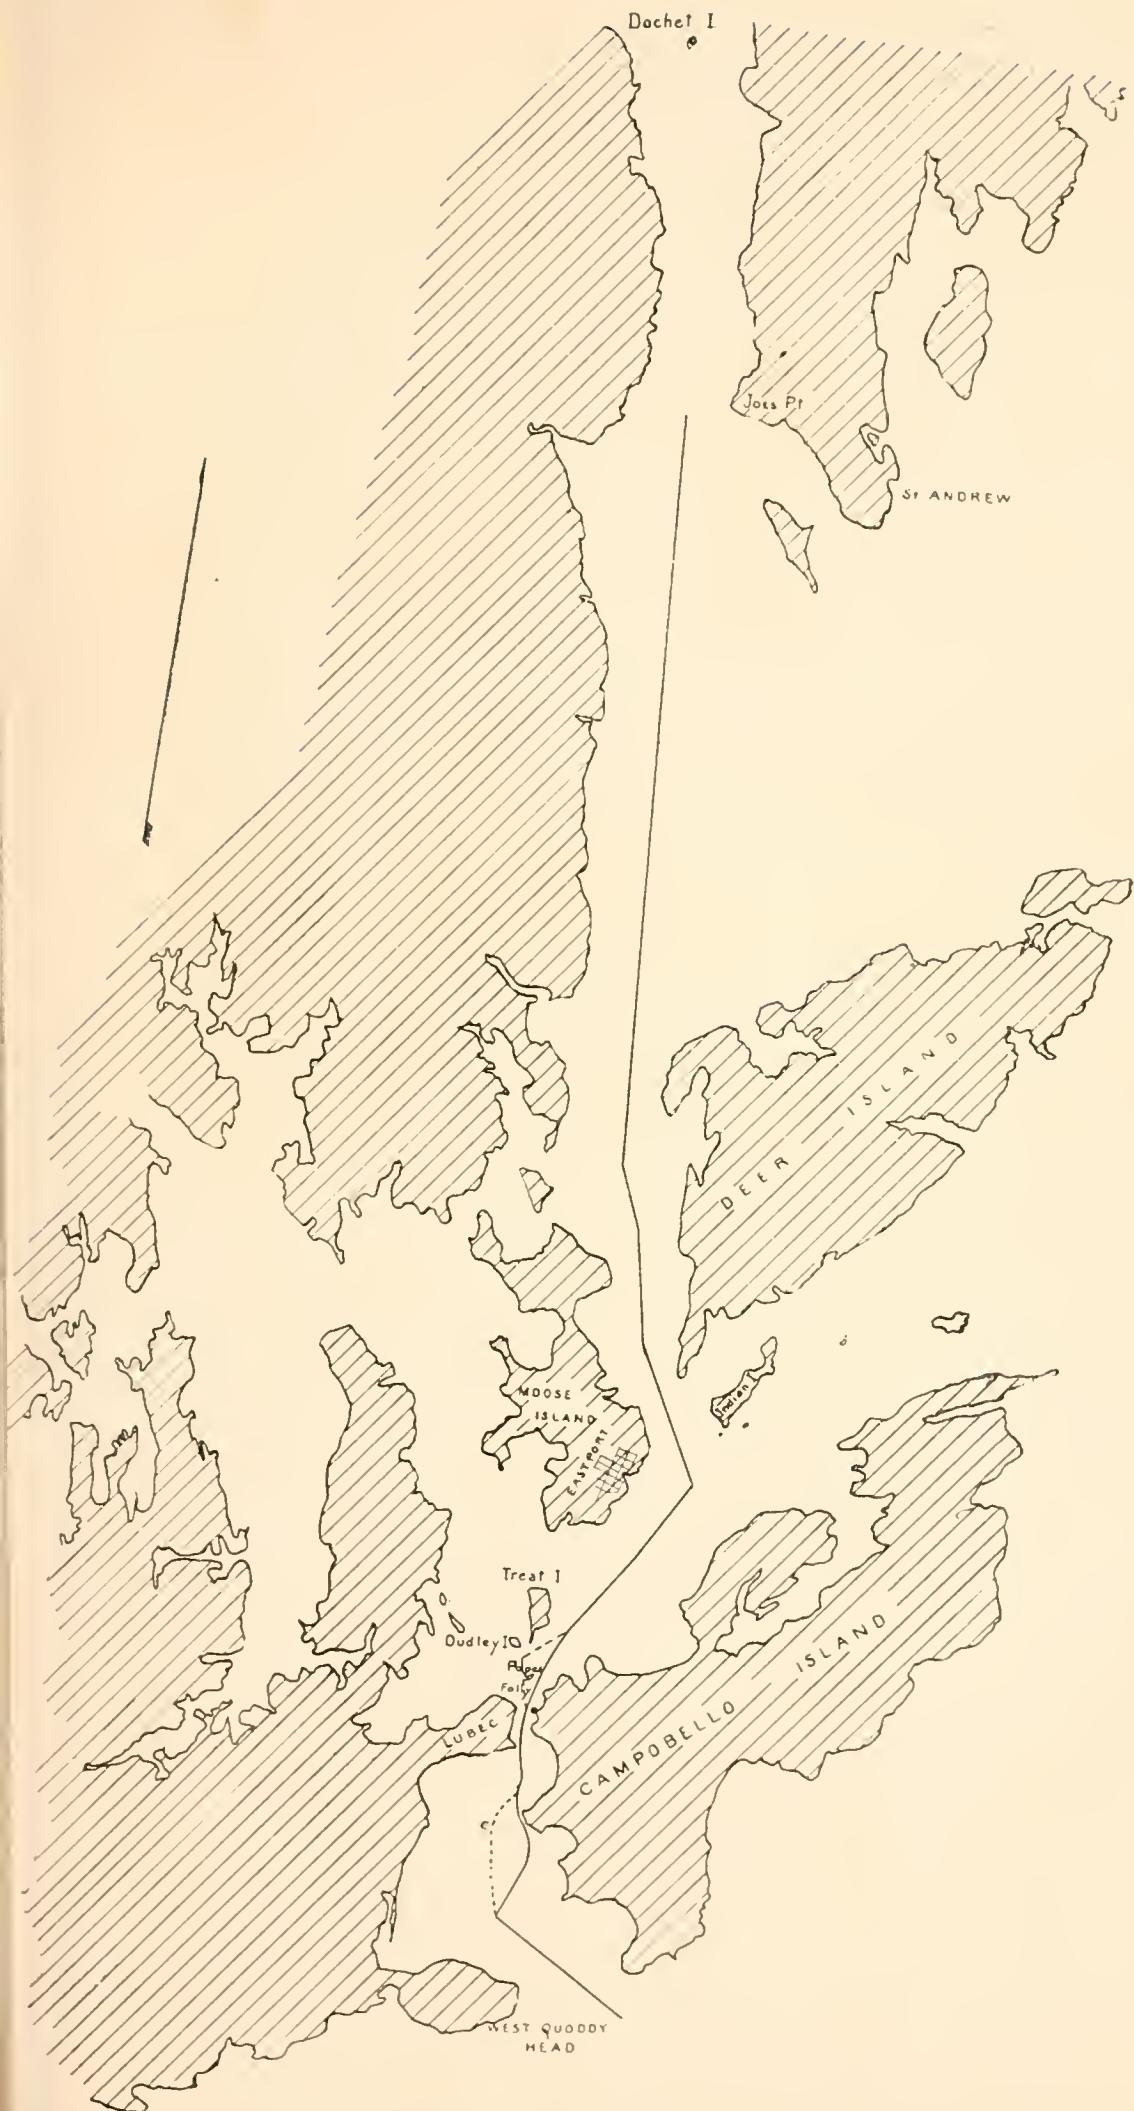 Dochet I
Joes Pt
St ANDREW
DEER ISLAND
Indian I
MOOSE
ISLAND
EASTPORT
Treat I
Dudley I
Popes
Folly
LUBEC
CAMPOBELLO ISLAND
WEST QUODDY
HEAD